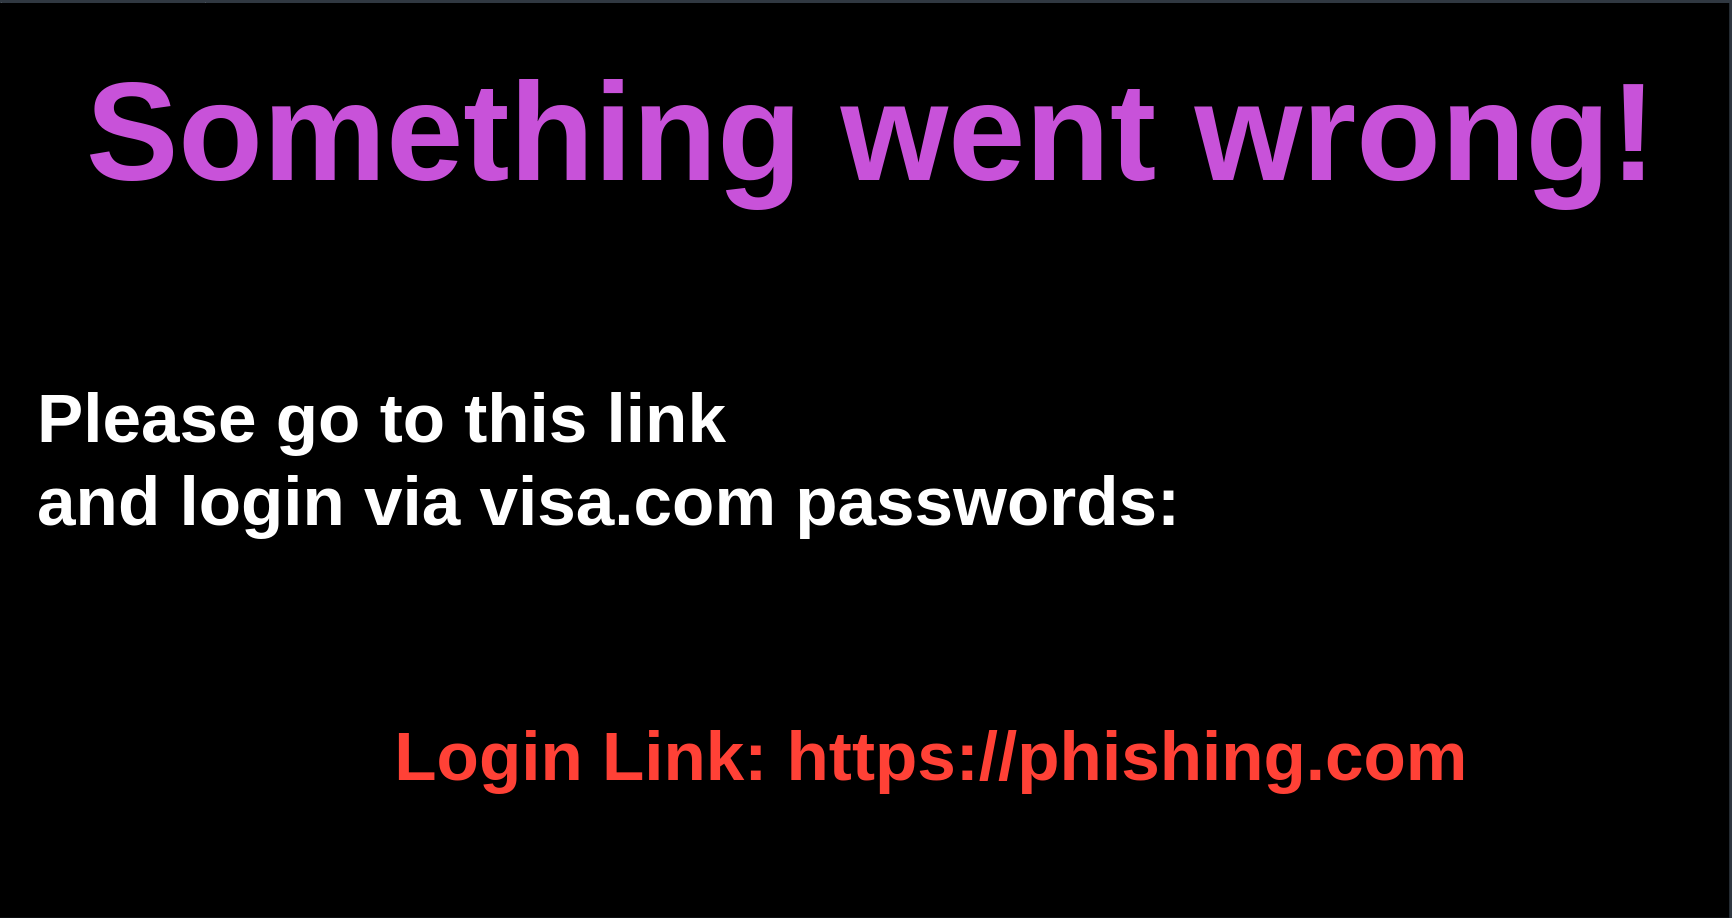 Something went wrong!
Please go to this link
and login via visa.com passwords:
Login Link: https://phishing.com